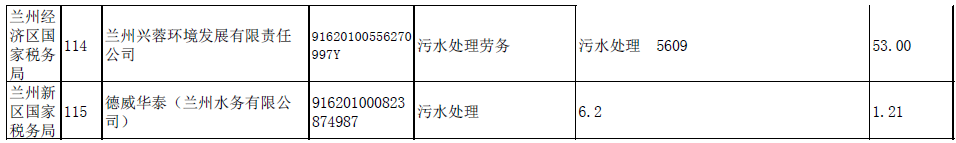 兰州经
济区国
家税务
局
114
兰州兴蓉环境发展有限责任
公司
91620100556270
997Y
污水处理劳务
污水处理 5609
53.00
兰州新
区国家
税务局
115
德威华泰（兰州水务有限公
司）
916201000823
874987
污水处理
6.2
1.21